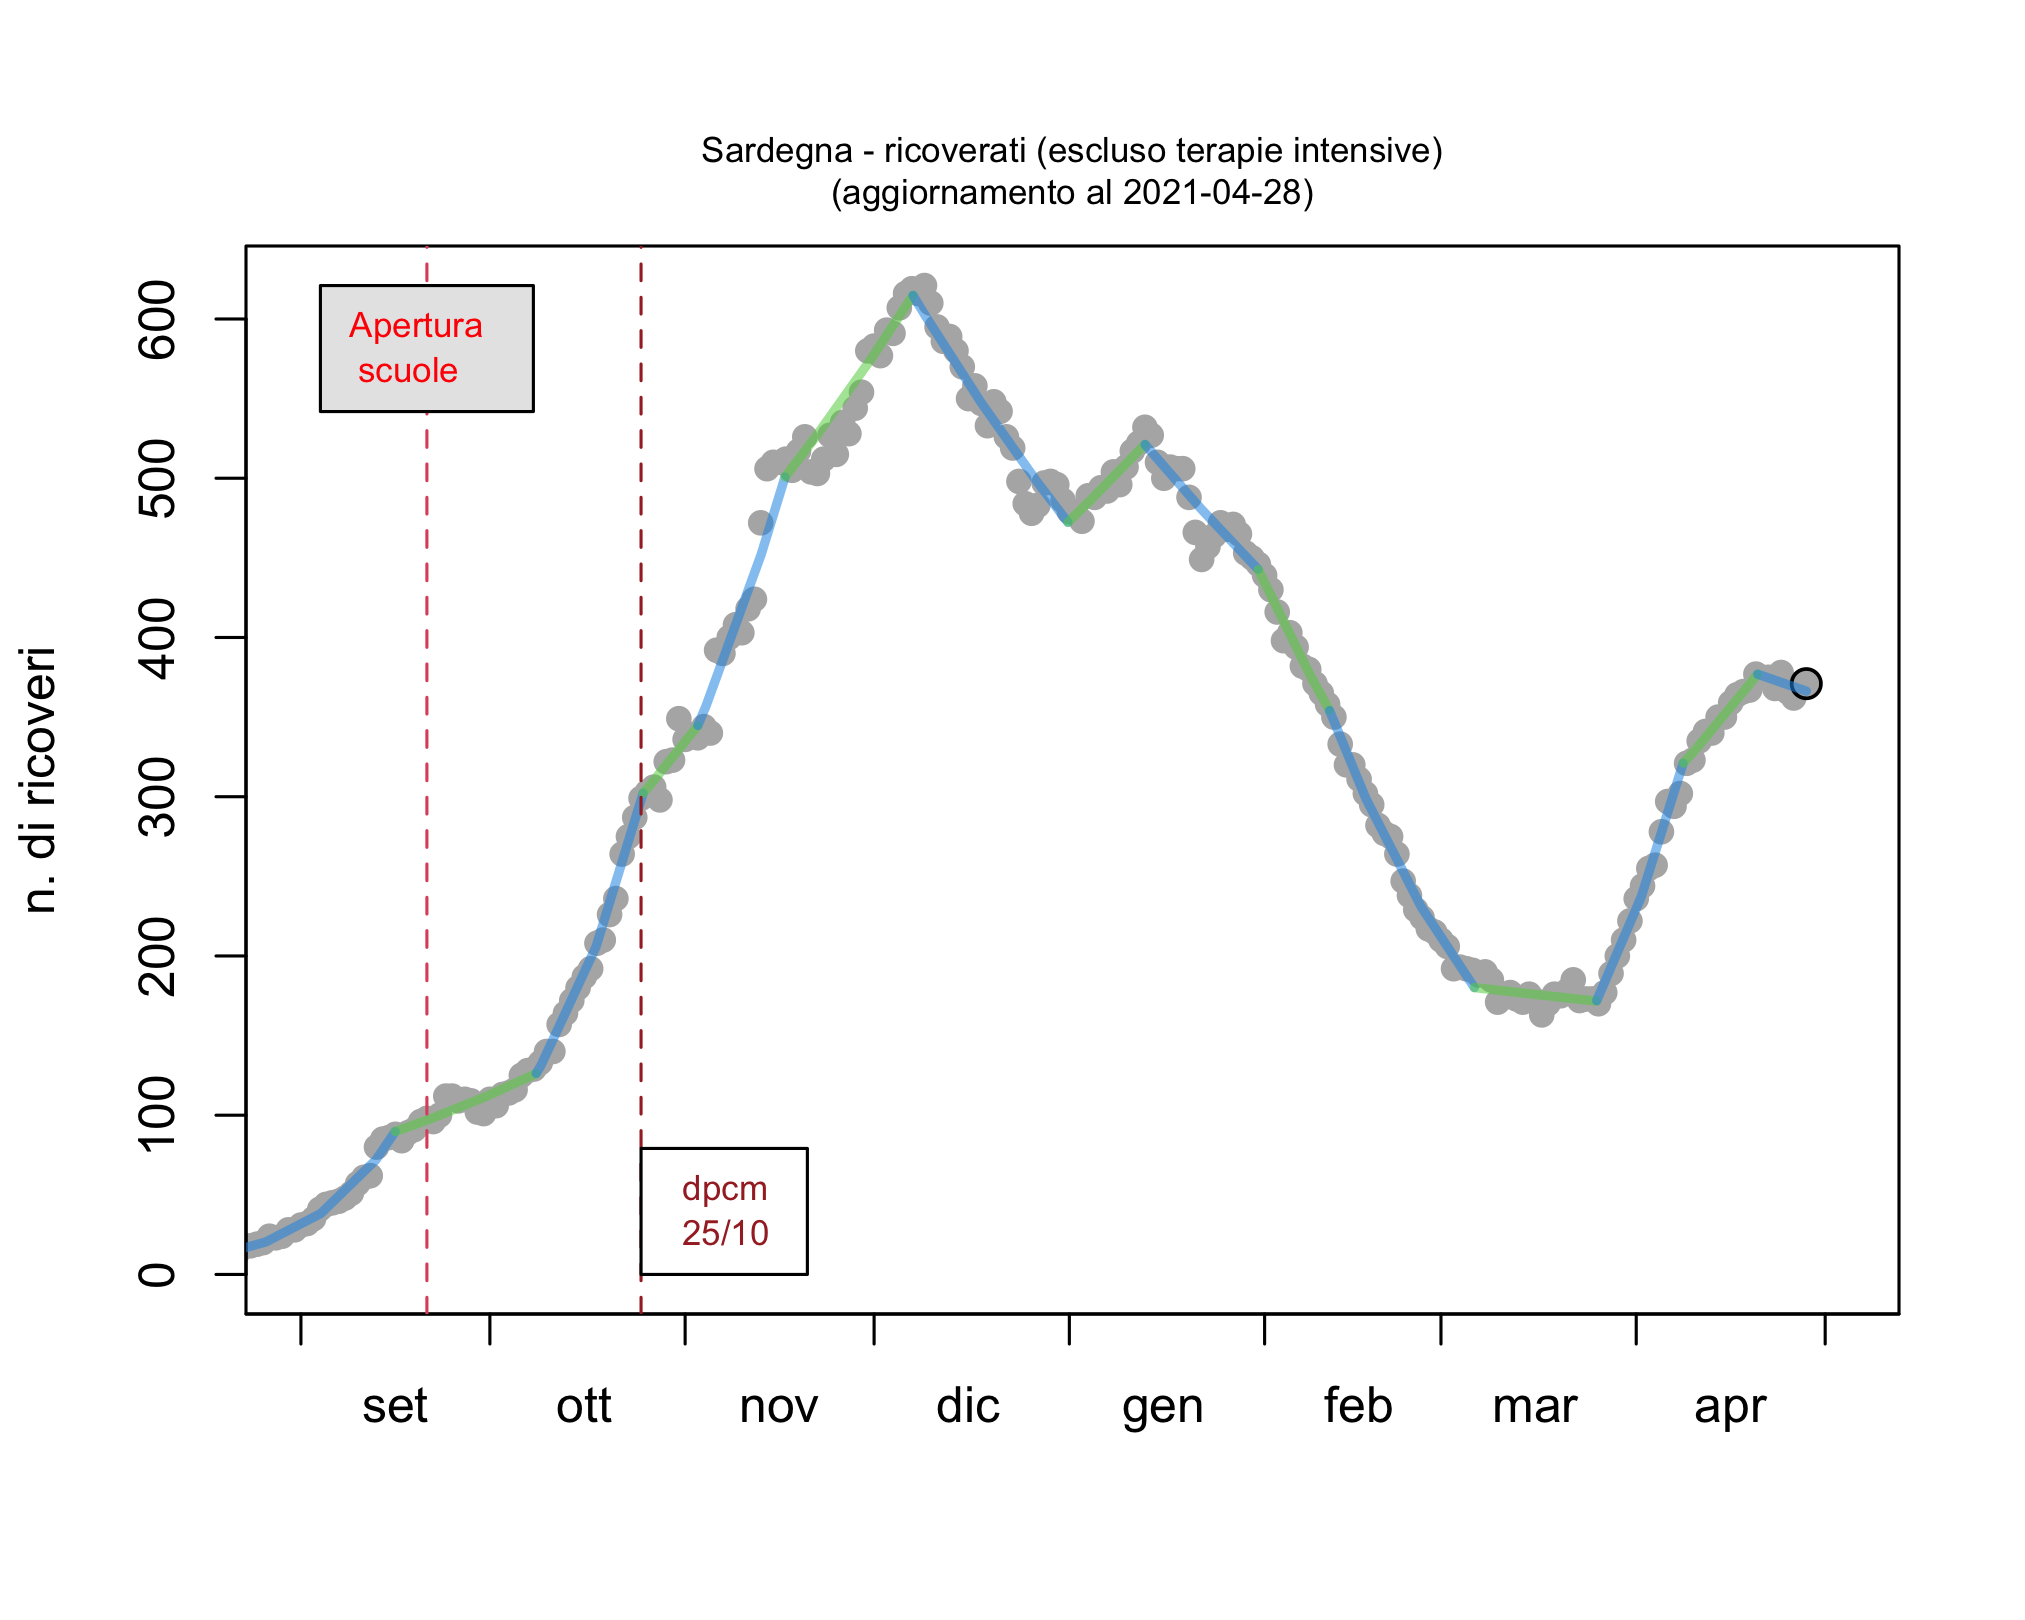 Sardegna - ricoverati (escluso terapie intensive)
(aggiornamento al 2021-04-28)
n. di ricoveri
600
500
400
300
200
100
0
Apertura
scuole
dpcm
25/10
set ott nov dic gen feb mar apr